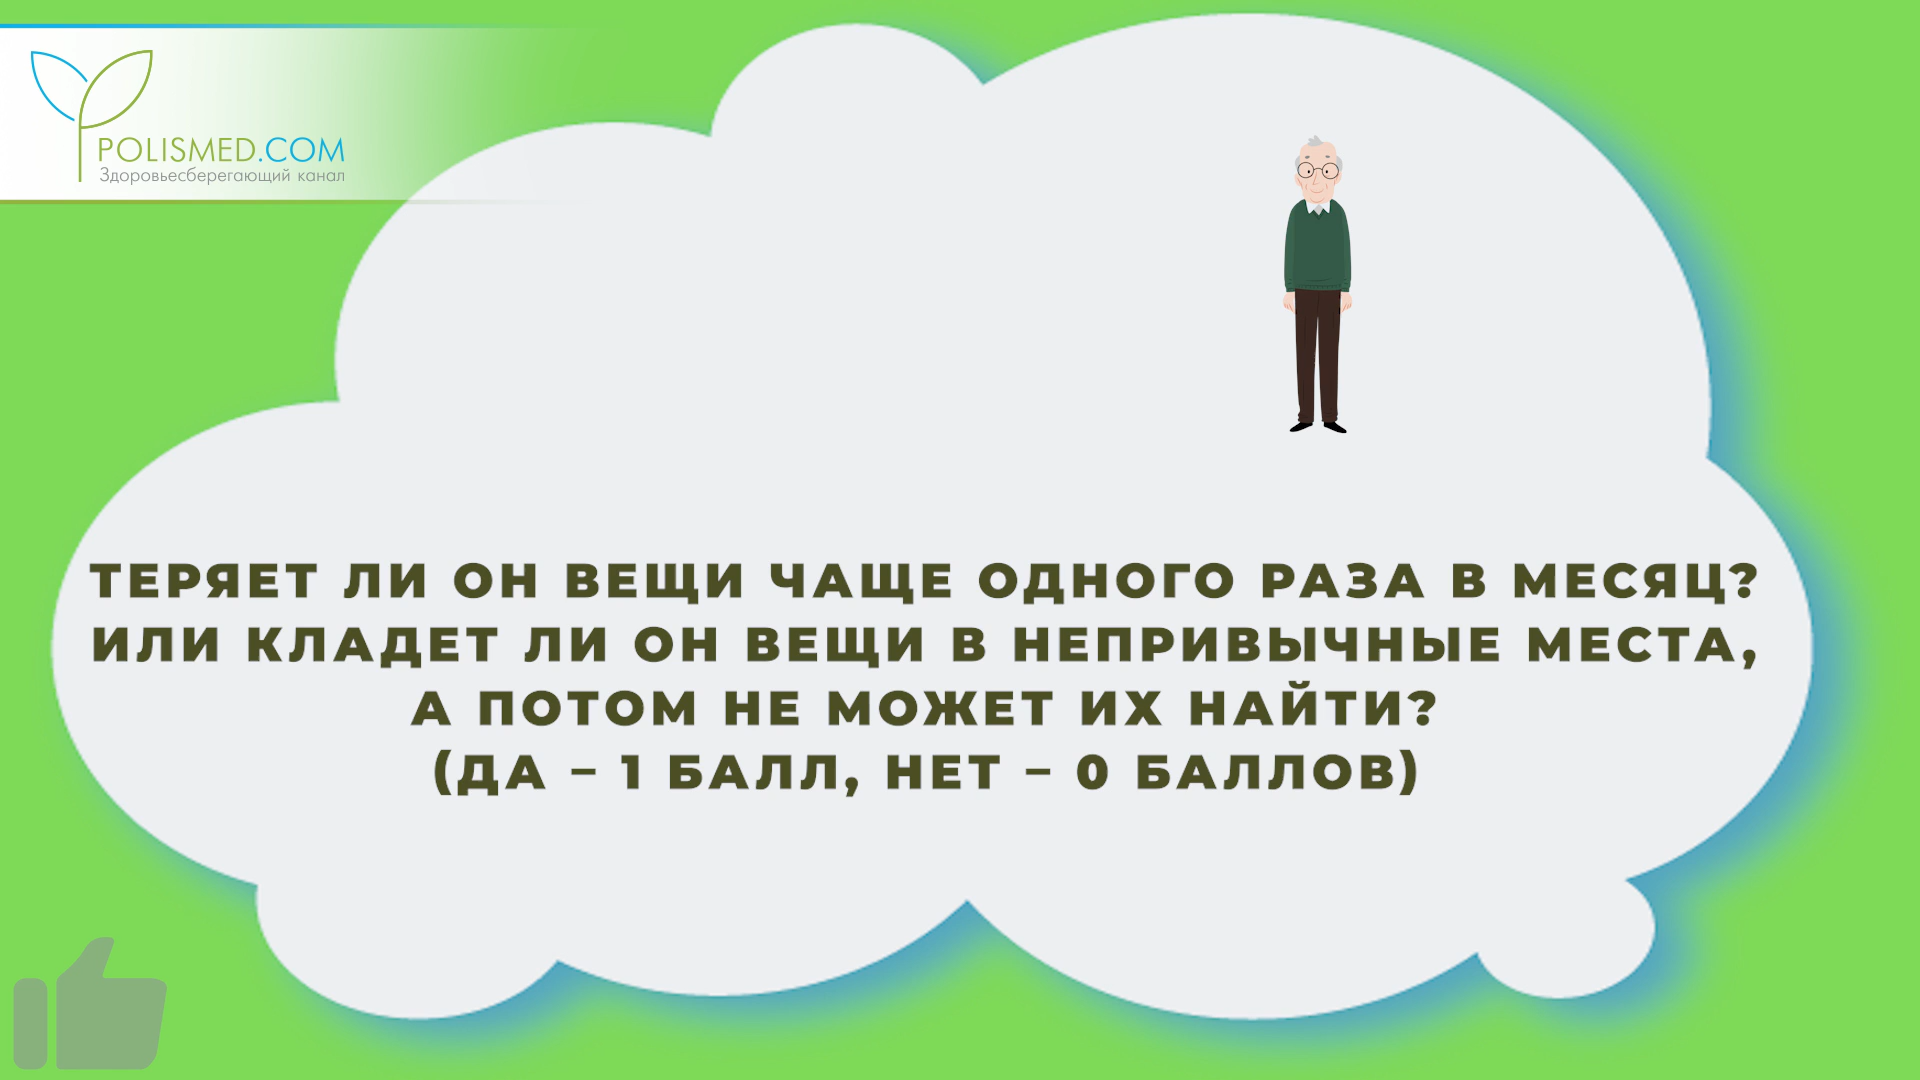 POLISMED.COM
Здоровьесберегающий канал
ТЕРЯЕТ ЛИ ОН ВЕЩИ ЧАЩЕ ОДНОГО РАЗА В МЕСЯЦ?
ИЛИ КЛАДЕТ ЛИ ОН ВЕЩИ В НЕПРИВЫЧНЫЕ МЕСТА,
А ПОТОМ НЕ МОЖЕТ ИХ НАЙТИ?
(ДА – 1 БАЛЛ, НЕТ – 0 БАЛЛОВ)